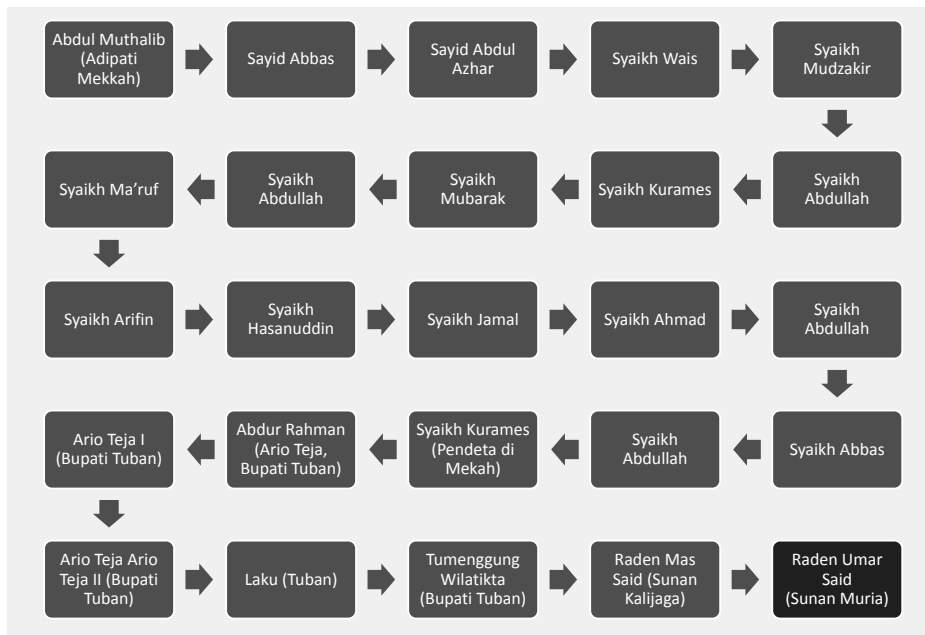 Abdul Muthalib
(Adipati
Mekkah)
Sayid Abbas
Sayid Abdul
Azhar
Syaikh Wais
Syaikh
Mudzakir
Syaikh
Abdullah
Syaikh Kurames
Syaikh
Mubarak
Syaikh
Abdullah
Syaikh Ma’ruf
Syaikh Arifin
Syaikh
Hasanuddin
Syaikh Jamal
Syaikh Ahmad
Syaikh
Abdullah
Syaikh Abbas
Syaikh
Abdullah
Syaikh Kurames
(Pendeta di
Mekah)
Abdur Rahman
(Ario Teja,
Bupati Tuban)
Ario Teja I
(Bupati Tuban)
Ario Teja Ario
Teja II (Bupati
Tuban)
Laku (Tuban)
Tumenggung
Wilatikta
(Bupati Tuban)
Raden Mas
Said (Sunan
Kalijaga)
Raden Umar
Said
(Sunan Muria)